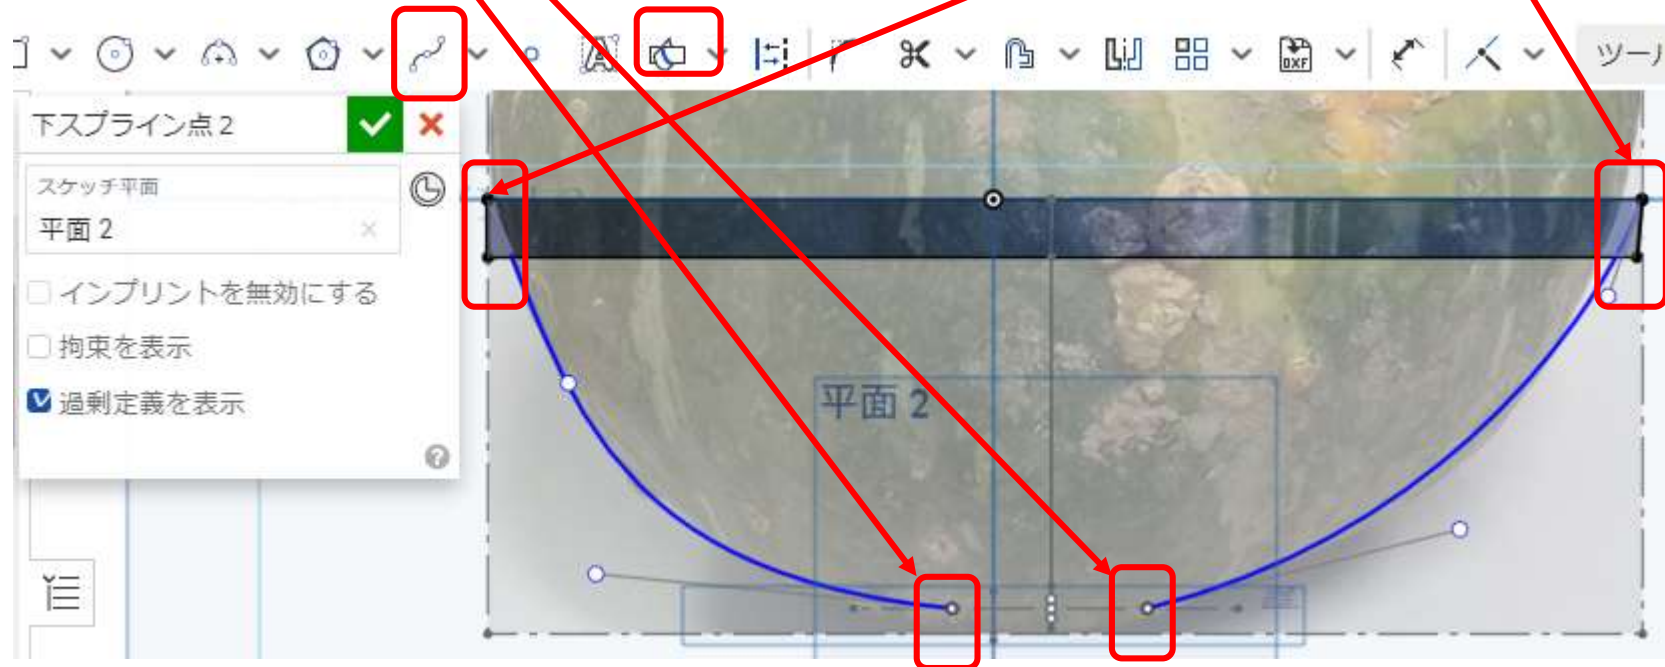 A
DXF
ツール
下スプライン点 2
スケッチ平面
平面 2
インプリントを無効にする
拘束を表示
過剰定義を表示
平面 2